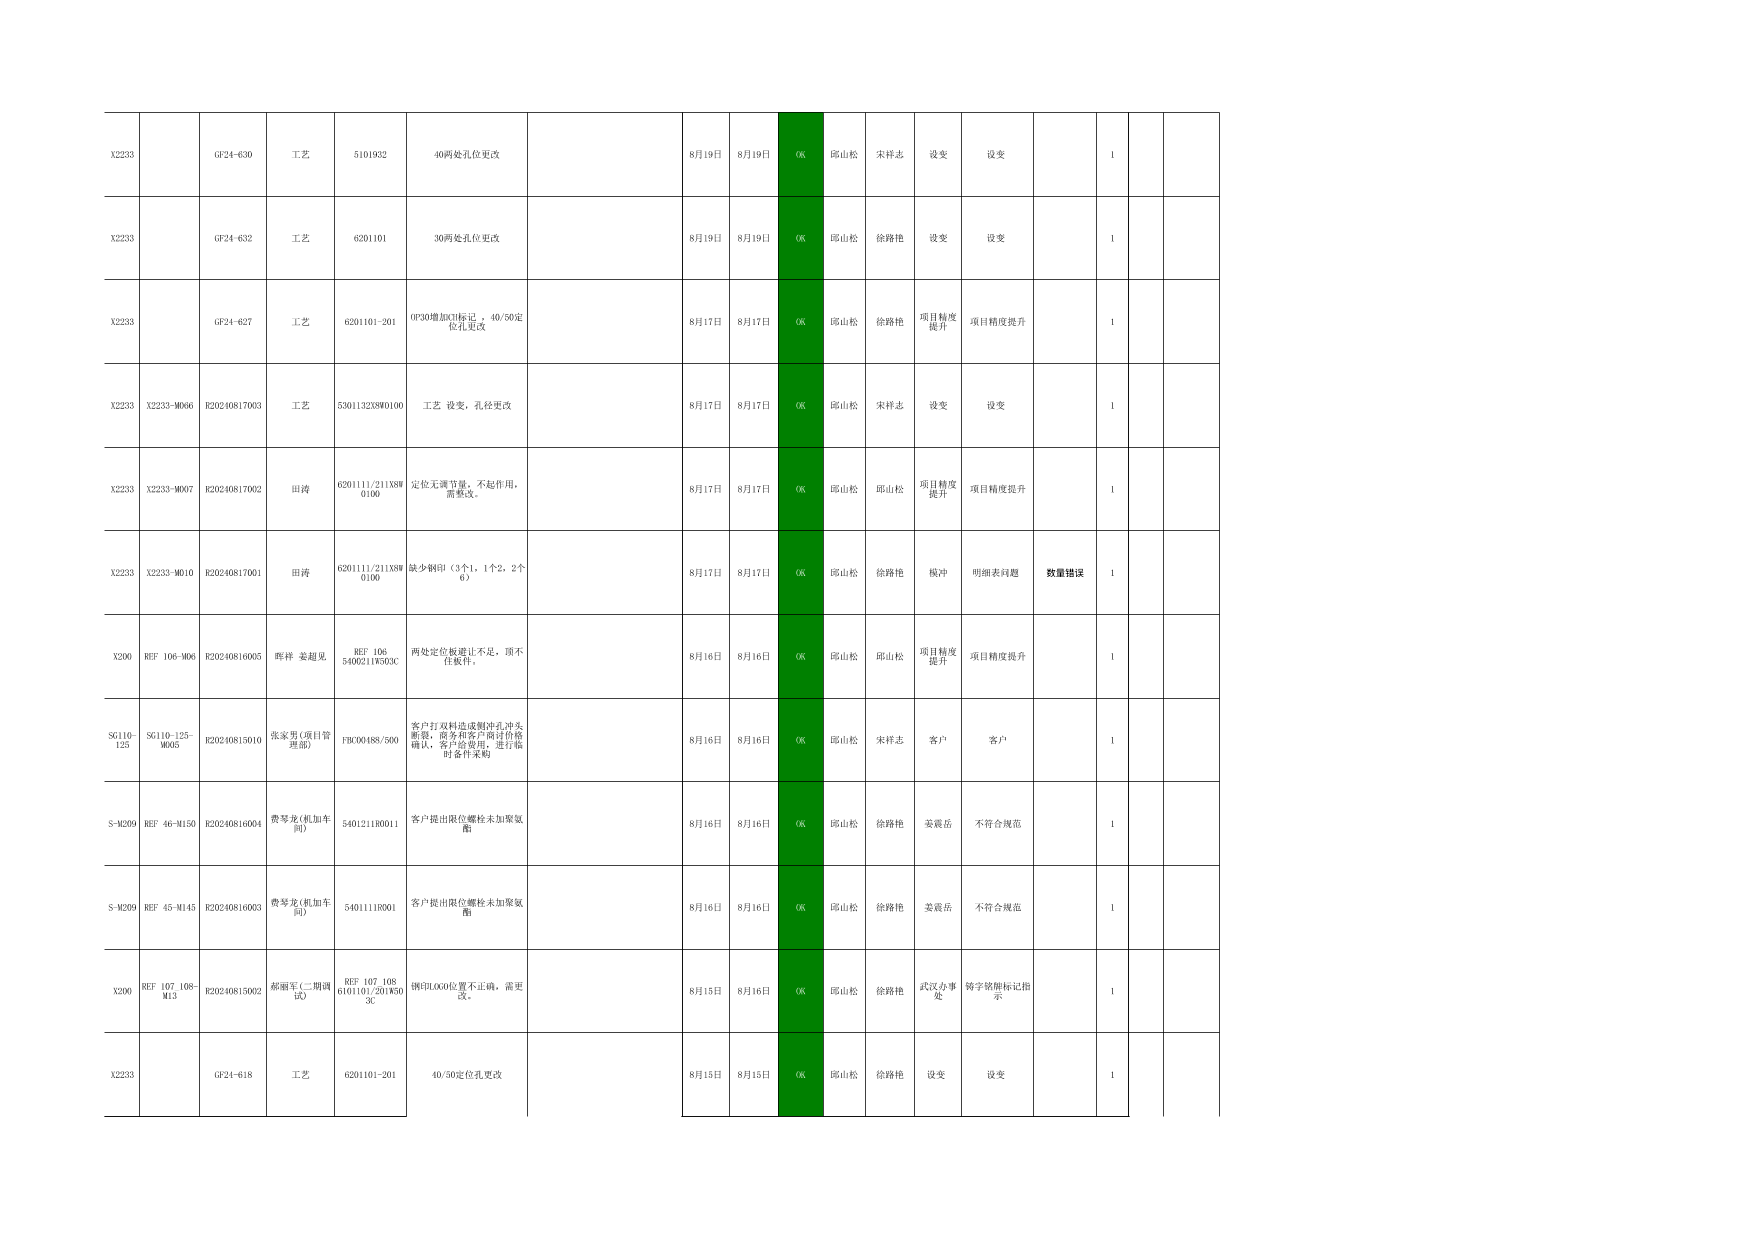 X2233 GF24-630 工艺 5101932 40两处孔位更改 8月19日 8月19日 OK 邱山松 宋祥志 设变 设变 1
X2233 GF24-632 工艺 6201101 30两处孔位更改 8月19日 8月19日 OK 邱山松 徐路艳 设变 设变 1
X2233 GF24-627 工艺 6201101-201 OP30增加CH标记 ，40/50定
位孔更改 8月17日 8月17日 OK 邱山松 徐路艳 项目精度
提升 项目精度提升 1
X2233 X2233-M066 R20240817003 工艺 5301132X8W0100 工艺 设变，孔径更改 8月17日 8月17日 OK 邱山松 宋祥志 设变 设变 1
X2233 X2233-M007 R20240817002 田涛 6201111/211X8W
0100 定位无调节量，不起作用，
需整改。 8月17日 8月17日 OK 邱山松 邱山松 项目精度
提升 项目精度提升 1
X2233 X2233-M010 R20240817001 田涛 6201111/211X8W
0100 缺少钢印（3个1，1个2，2个
6） 8月17日 8月17日 OK 邱山松 徐路艳 模冲 明细表问题 数量错误 1
X200 REF 106-M06 R20240816005 晖祥 姜超见 REF 106
5400211W503C 两处定位板避让不足，顶不
住板件。 8月16日 8月16日 OK 邱山松 邱山松 项目精度
提升 项目精度提升 1
SG110-
125 SG110-125-
M005 R20240815010 张家男(项目管
理部) FBC00488/500 客户打双料造成侧冲孔冲头
断裂，商务和客户商讨价格
确认，客户给费用，进行临
时备件采购 8月16日 8月16日 OK 邱山松 宋祥志 客户 客户 1
S-M209 REF 46-M150 R20240816004 费琴龙(机加车
间) 5401211R0011 客户提出限位螺栓未加聚氨
酯 8月16日 8月16日 OK 邱山松 徐路艳 姜震岳 不符合规范 1
S-M209 REF 45-M145 R20240816003 费琴龙(机加车
间) 5401111R001 客户提出限位螺栓未加聚氨
酯 8月16日 8月16日 OK 邱山松 徐路艳 姜震岳 不符合规范 1
X200 REF 107_108-
M13 R20240815002 郝丽军(二期调
试) REF 107_108
6101101/201W50
3C 钢印LOGO位置不正确，需更
改。 8月15日 8月16日 OK 邱山松 徐路艳 武汉办事
处 铸字铭牌标记指
示 1
X2233 GF24-618 工艺 6201101-201 40/50定位孔更改 8月15日 8月15日 OK 邱山松 徐路艳 设变 设变 1